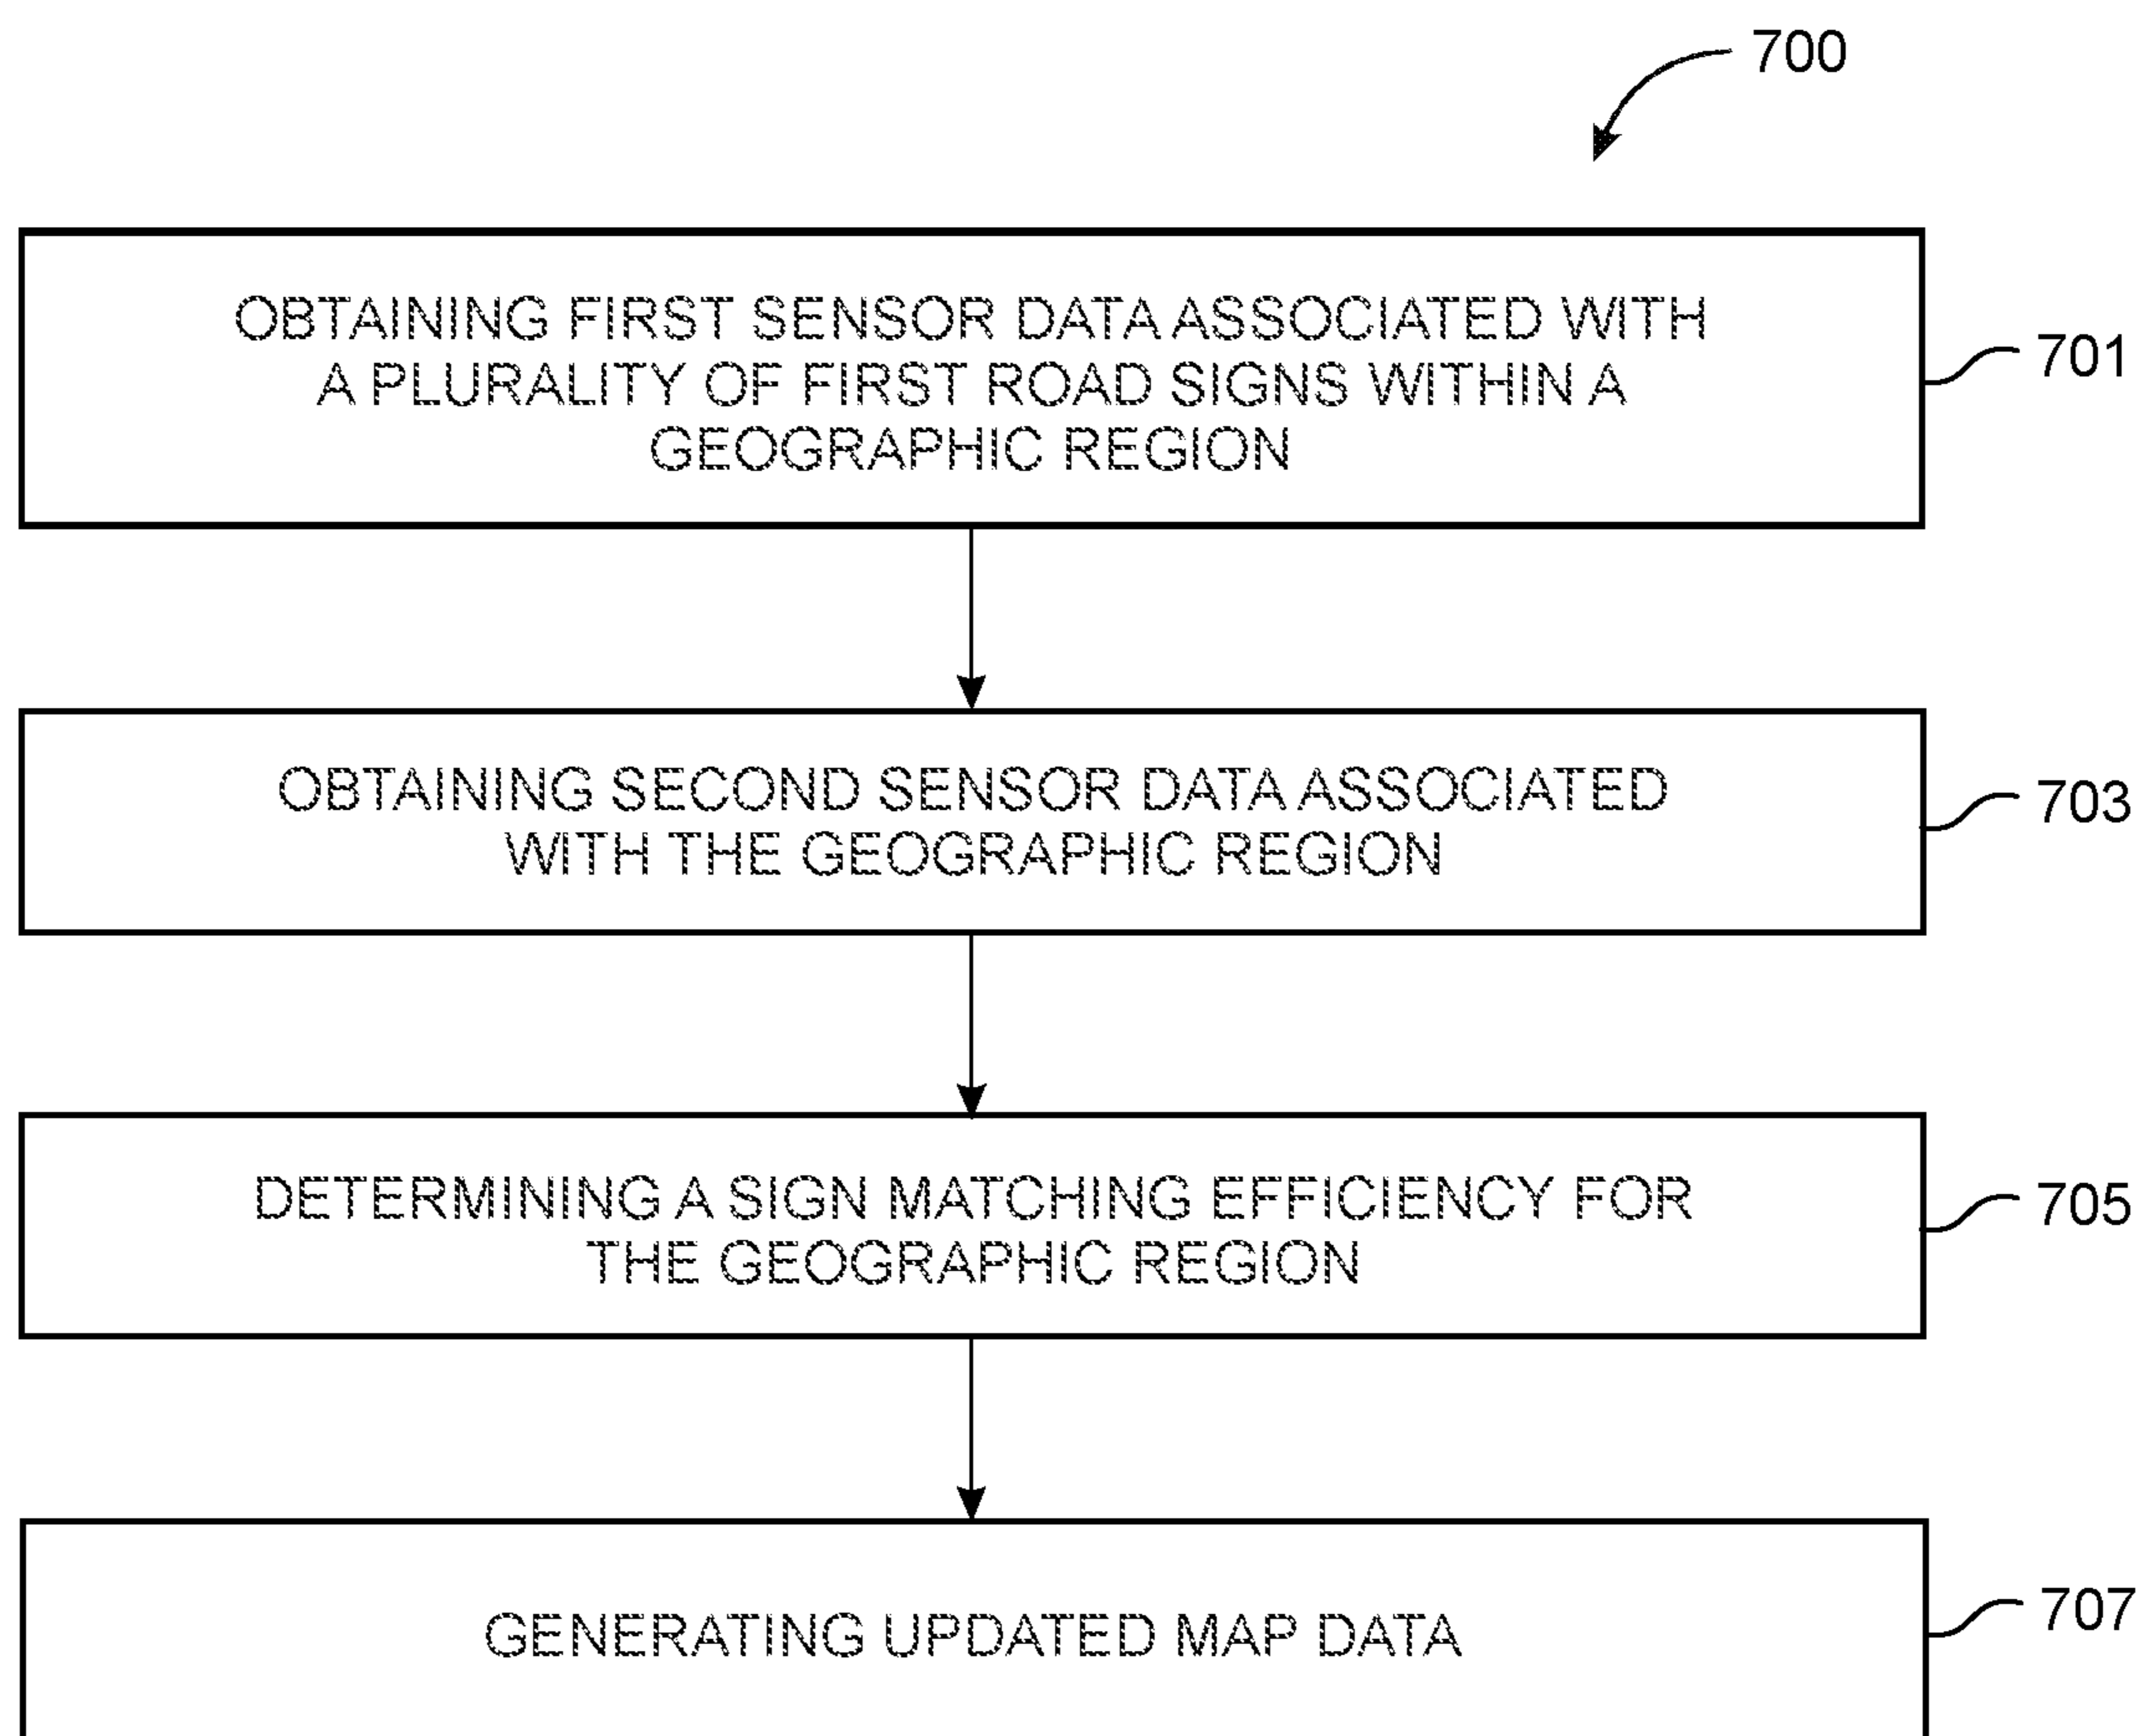 700
OBTAINING FIRST SENSOR DATA ASSOCIATED WITH
A PLURALITY OF FIRST ROAD SIGNS WITHIN A
GEOGRAPHIC REGION
701
OBTAINING SECOND SENSOR DATA ASSOCIATED
WITH THE GEOGRAPHIC REGION
703
DETERMINING A SIGN MATCHING EFFICIENCY FOR
THE GEOGRAPHIC REGION
705
GENERATING UPDATED MAP DATA
707